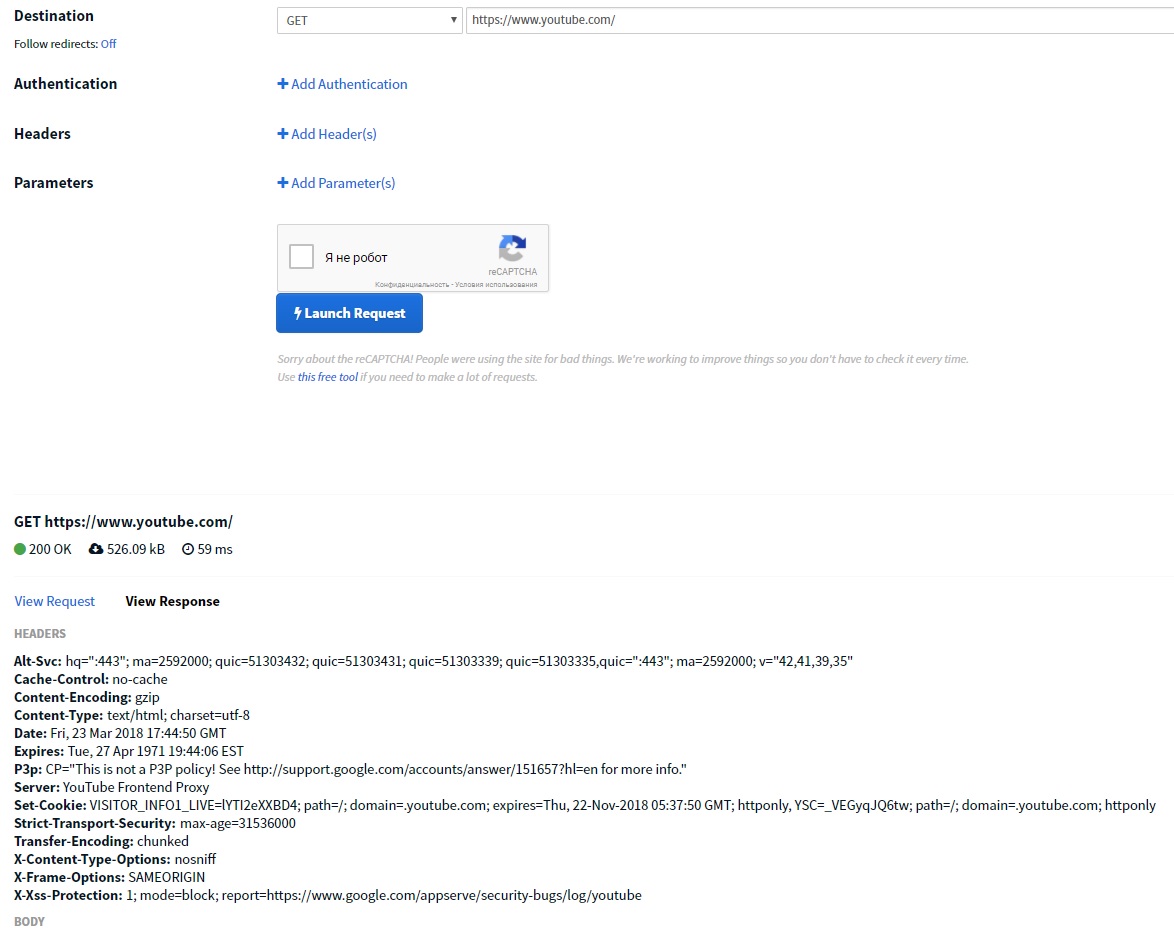 Destination
GET
https://www.youtube.com/
Follow redirects: Off
Authentication
Add Authentication
Headers
Add Header(s)
Parameters
Add Parameter(s)
Я не робот
reCAPTCHA
Конфиденциальность - Условия использования
Launch Request
Sorry about the reCAPTCHA! People were using the site for bad things. We're working to improve things so you don't have to check it every time.
Use this free tool if you need to make a lot of requests.
GET https://www.youtube.com/
200 OK 526.09 kB 59 ms
View Request View Response
HEADERS
Alt-Svc: hq=":443"; ma=2592000; quic=51303432; quic=51303431; quic=51303339; quic=51303335,quic=":443"; ma=2592000; v="42,41,39,35"
Cache-Control: no-cache
Content-Encoding: gzip
Content-Type: text/html; charset=utf-8
Date: Fri, 23 Mar 2018 17:44:50 GMT
Expires: Tue, 27 Apr 1971 19:44:06 EST
P3p: CP="This is not a P3P policy! See http://support.google.com/accounts/answer/151657?hl=en for more info."
Server: YouTube Frontend Proxy
Set-Cookie: VISITOR_INFO1_LIVE=lYTI2eXXBD4; path=/; domain=.youtube.com; expires=Thu, 22-Nov-2018 05:37:50 GMT; httponly, YSC=_VEGyqJQ6tw; path=/; domain=.youtube.com; httponly
Strict-Transport-Security: max-age=31536000
Transfer-Encoding: chunked
X-Content-Type-Options: nosniff
X-Frame-Options: SAMEORIGIN
X-Xss-Protection: 1; mode=block; report=https://www.google.com/appserve/security-bugs/log/youtube
BODY